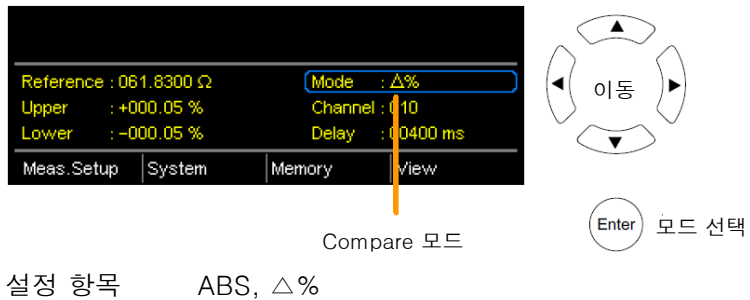 Reference : 061.8300 Ω Mode : △%
Upper : +000.05 % Channel : 010
Lower : -000.05 % Delay : 00400 ms
Meas.Setup System Memory View
이동
Enter 모드 선택
Compare 모드
설정 항목 ABS, △%